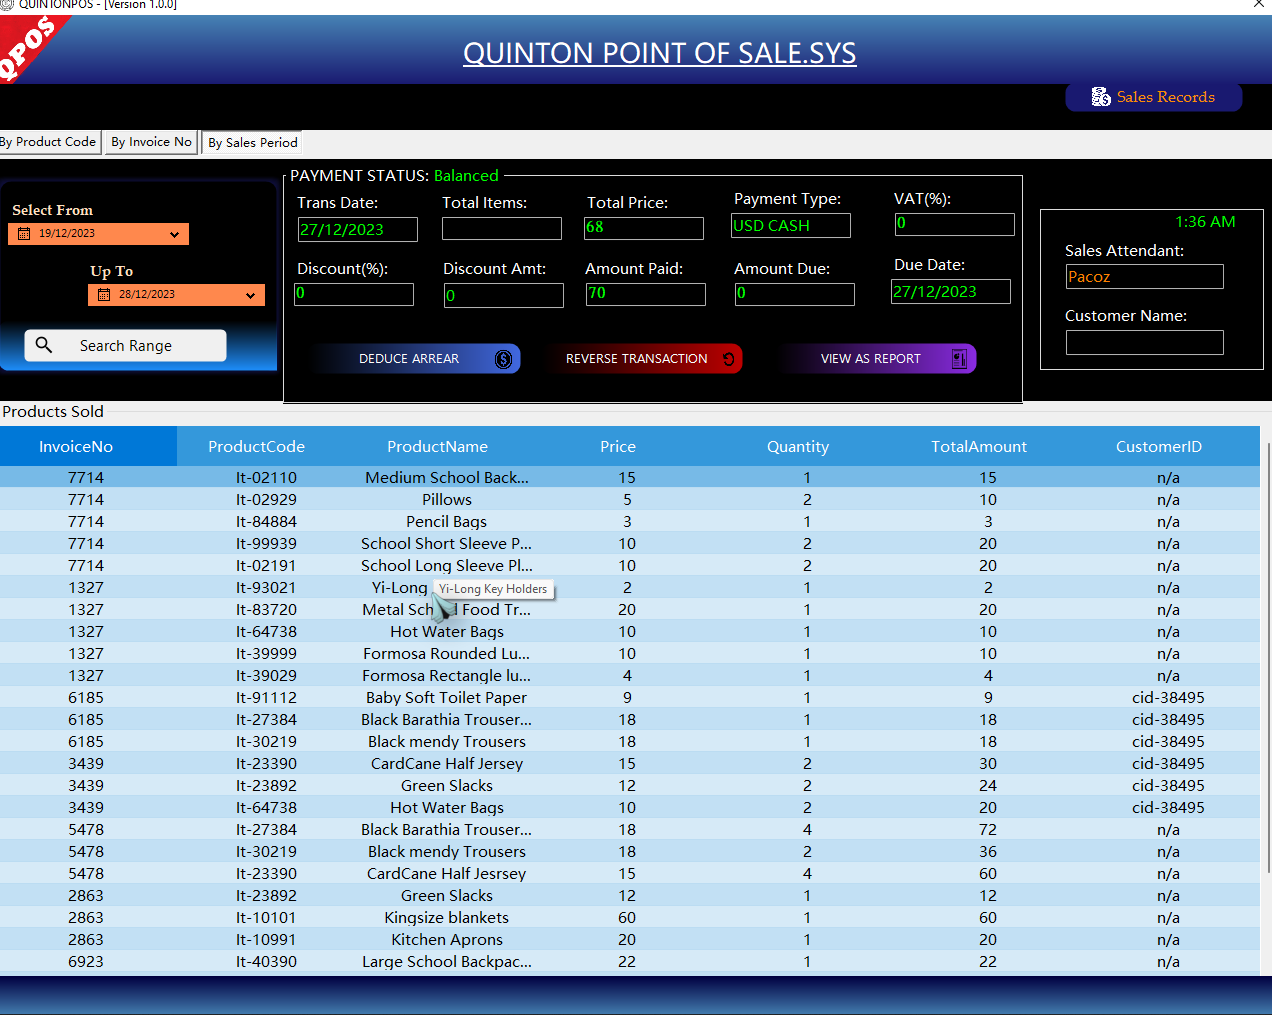 QUINTONPOS - [Version 1.0.0]
QPOS
QUINTON POINT OF SALE.SYS
Sales Records
By Product Code By Invoice No By Sales Period
PAYMENT STATUS: Balanced
Select From
19/12/2023
Up To
28/12/2023
Search Range
Trans Date: Total Items: Total Price: Payment Type: VAT(%):
27/12/2023 68 USD CASH 0
Discount(%): Discount Amt: Amount Paid: Amount Due: Due Date:
0 0 70 0 27/12/2023
DEDUCE ARREAR REVERSE TRANSACTION VIEW AS REPORT
1:36 AM
Sales Attendant:
Pacoz
Customer Name:
Products Sold
InvoiceNo ProductCode ProductName Price Quantity TotalAmount CustomerID
7714 It-02110 Medium School Back... 15 1 15 n/a
7714 It-02929 Pillows 5 2 10 n/a
7714 It-84884 Pencil Bags 3 1 3 n/a
7714 It-99939 School Short Sleeve P... 10 2 20 n/a
7714 It-02191 School Long Sleeve Pl... 10 2 20 n/a
1327 It-93021 Yi-Long Yi-Long Key Holders 2 1 2 n/a
1327 It-83720 Metal School Food Tr... 20 1 20 n/a
1327 It-64738 Hot Water Bags 10 1 10 n/a
1327 It-39999 Formosa Rounded Lu... 10 1 10 n/a
1327 It-39029 Formosa Rectangle lu... 4 1 4 n/a
6185 It-91112 Baby Soft Toilet Paper 9 1 9 cid-38495
6185 It-27384 Black Barathia Trouser... 18 1 18 cid-38495
6185 It-30219 Black mendy Trousers 18 1 18 cid-38495
3439 It-23390 CardCane Half Jersey 15 2 30 cid-38495
3439 It-23892 Green Slacks 12 2 24 cid-38495
3439 It-64738 Hot Water Bags 10 2 20 cid-38495
5478 It-27384 Black Barathia Trouser... 18 4 72 n/a
5478 It-30219 Black mendy Trousers 18 2 36 n/a
5478 It-23390 CardCane Half Jesrsey 15 4 60 n/a
2863 It-23892 Green Slacks 12 1 12 n/a
2863 It-10101 Kingsize blankets 60 1 60 n/a
2863 It-10991 Kitchen Aprons 20 1 20 n/a
6923 It-40390 Large School Backpac... 22 1 22 n/a